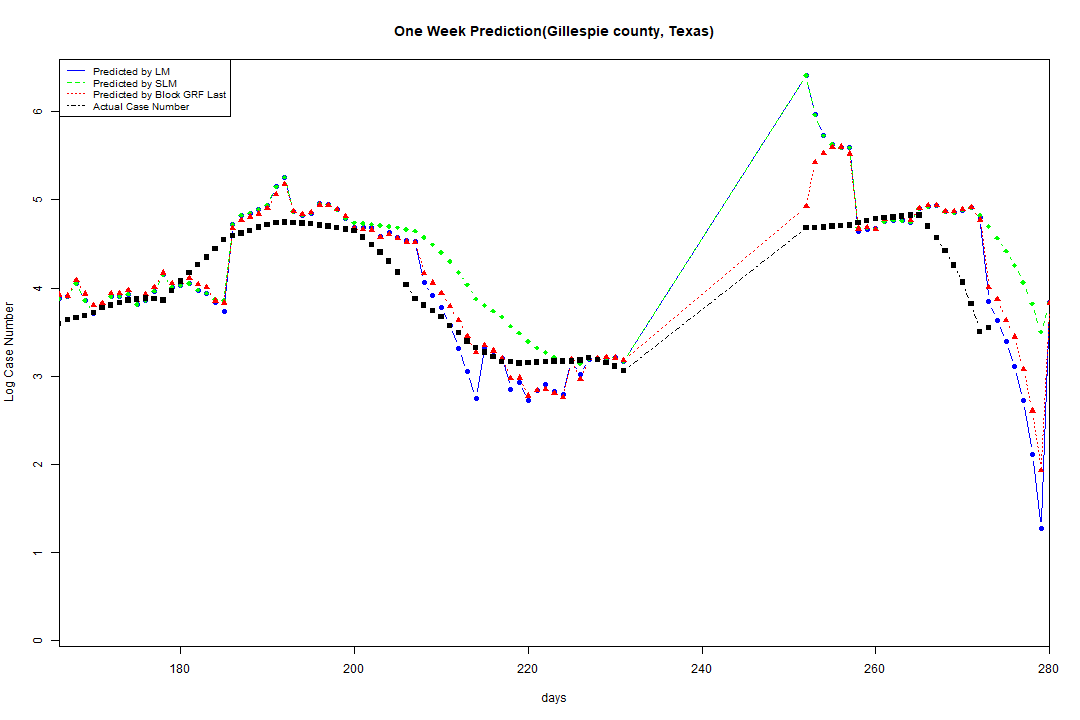 One Week Prediction(Gillespie county, Texas)
Predicted by LM
Predicted by SLM
Predicted by Block GRF Last
Actual Case Number
6
5
4
3
2
1
0
Log Case Number
180 200 220 240 260 280
days